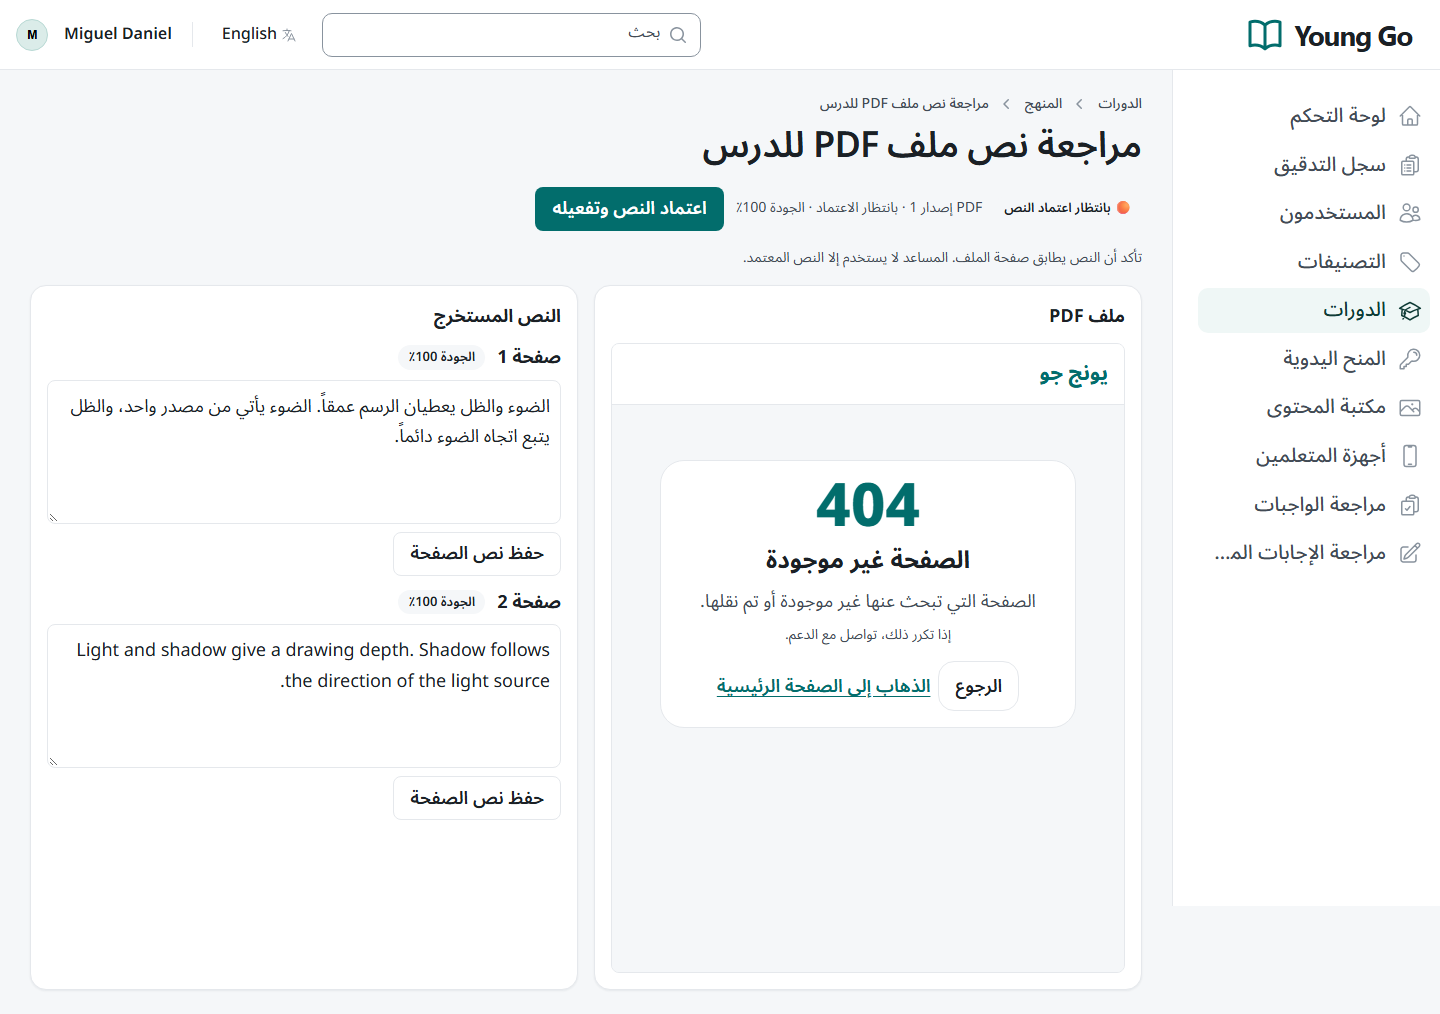 Young Go
بحث
English
Miguel Daniel
M
لوحة التحكم
سجل التدقيق
المستخدمون
التصنيفات
الدورات
المنح اليدوية
مكتبة المحتوى
أجهزة المتعلمين
مراجعة الواجبات
مراجعة الإجابات الم...
الدورات
المنهج
مراجعة نص ملف PDF للدرس
مراجعة نص ملف PDF للدرس
بانتظار اعتماد النص
PDF إصدار 1 · بانتظار الاعتماد · الجودة 100٪
اعتماد النص وتفعيله
تأكد أن النص يطابق صفحة الملف. المساعد لا يستخدم إلا النص المعتمد.
ملف PDF
يونج جو
404
الصفحة غير موجودة
الصفحة التي تبحث عنها غير موجودة أو تم نقلها.
إذا تكرر ذلك، تواصل مع الدعم.
الرجوع
الذهاب إلى الصفحة الرئيسية
النص المستخرج
صفحة 1
الجودة 100٪
الضوء والظل يعطيان الرسم عمقاً. الضوء يأتي من مصدر واحد، والظل
يتبع اتجاه الضوء دائماً.
حفظ نص الصفحة
صفحة 2
الجودة 100٪
Light and shadow give a drawing depth. Shadow follows
the direction of the light source.
حفظ نص الصفحة